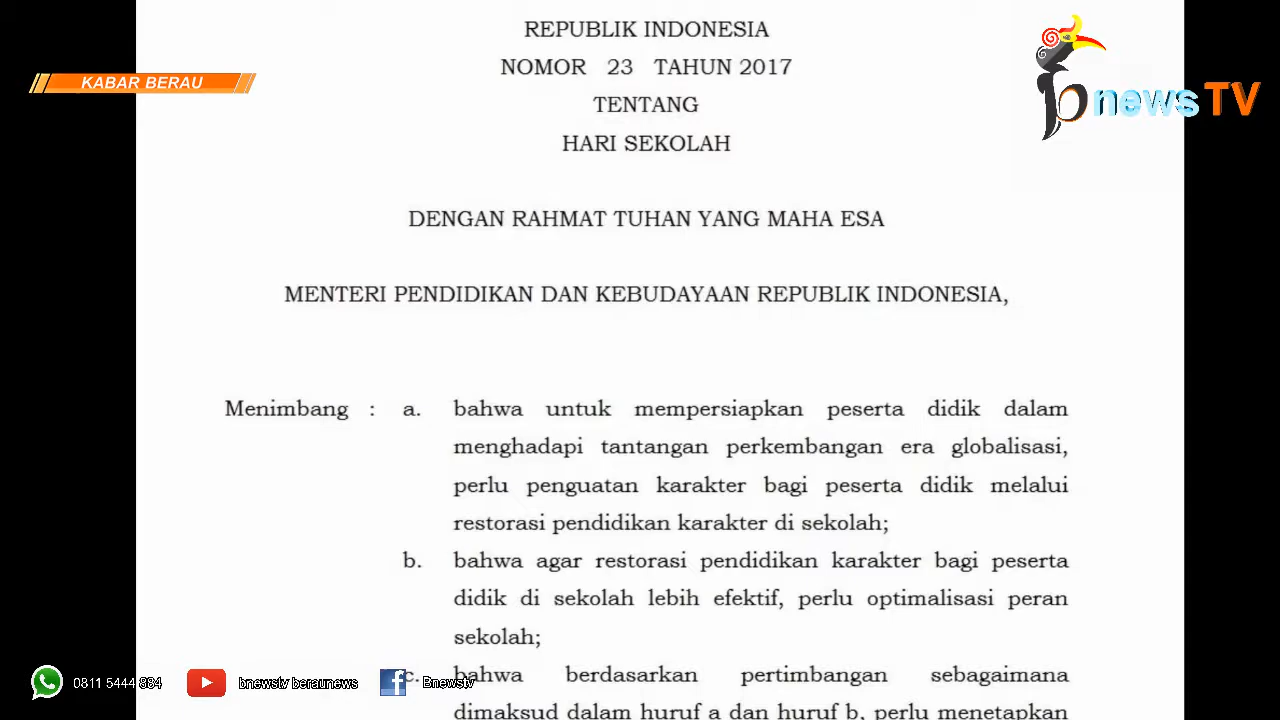 REPUBLIK INDONESIA
NOMOR 23 TAHUN 2017
TENTANG
HARI SEKOLAH
KABAR BERAU
bnewsTV
DENGAN RAHMAT TUHAN YANG MAHA ESA
MENTERI PENDIDIKAN DAN KEBUDAYAAN REPUBLIK INDONESIA,
Menimbang : a. bahwa untuk mempersiapkan peserta didik dalam
menghadapi tantangan perkembangan era globalisasi,
perlu penguatan karakter bagi peserta didik melalui
restorasi pendidikan karakter di sekolah;
b. bahwa agar restorasi pendidikan karakter bagi peserta
didik di sekolah lebih efektif, perlu optimalisasi peran
sekolah;
c. bahwa berdasarkan pertimbangan sebagaimana
dimaksud dalam huruf a dan huruf b, perlu menetapkan
0811 5444 884 bnewstv beraunews Bnewstv